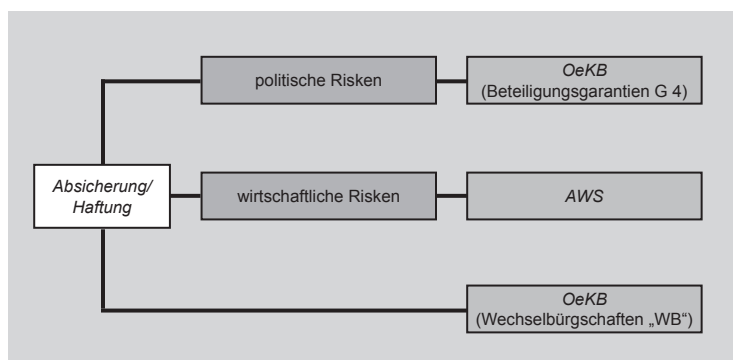 politische Risken
OeKB
(Beteiligungsgarantien G 4)
Absicherung/
Haftung
wirtschaftliche Risken
AWS
OeKB
(Wechselbürgschaften „WB“)